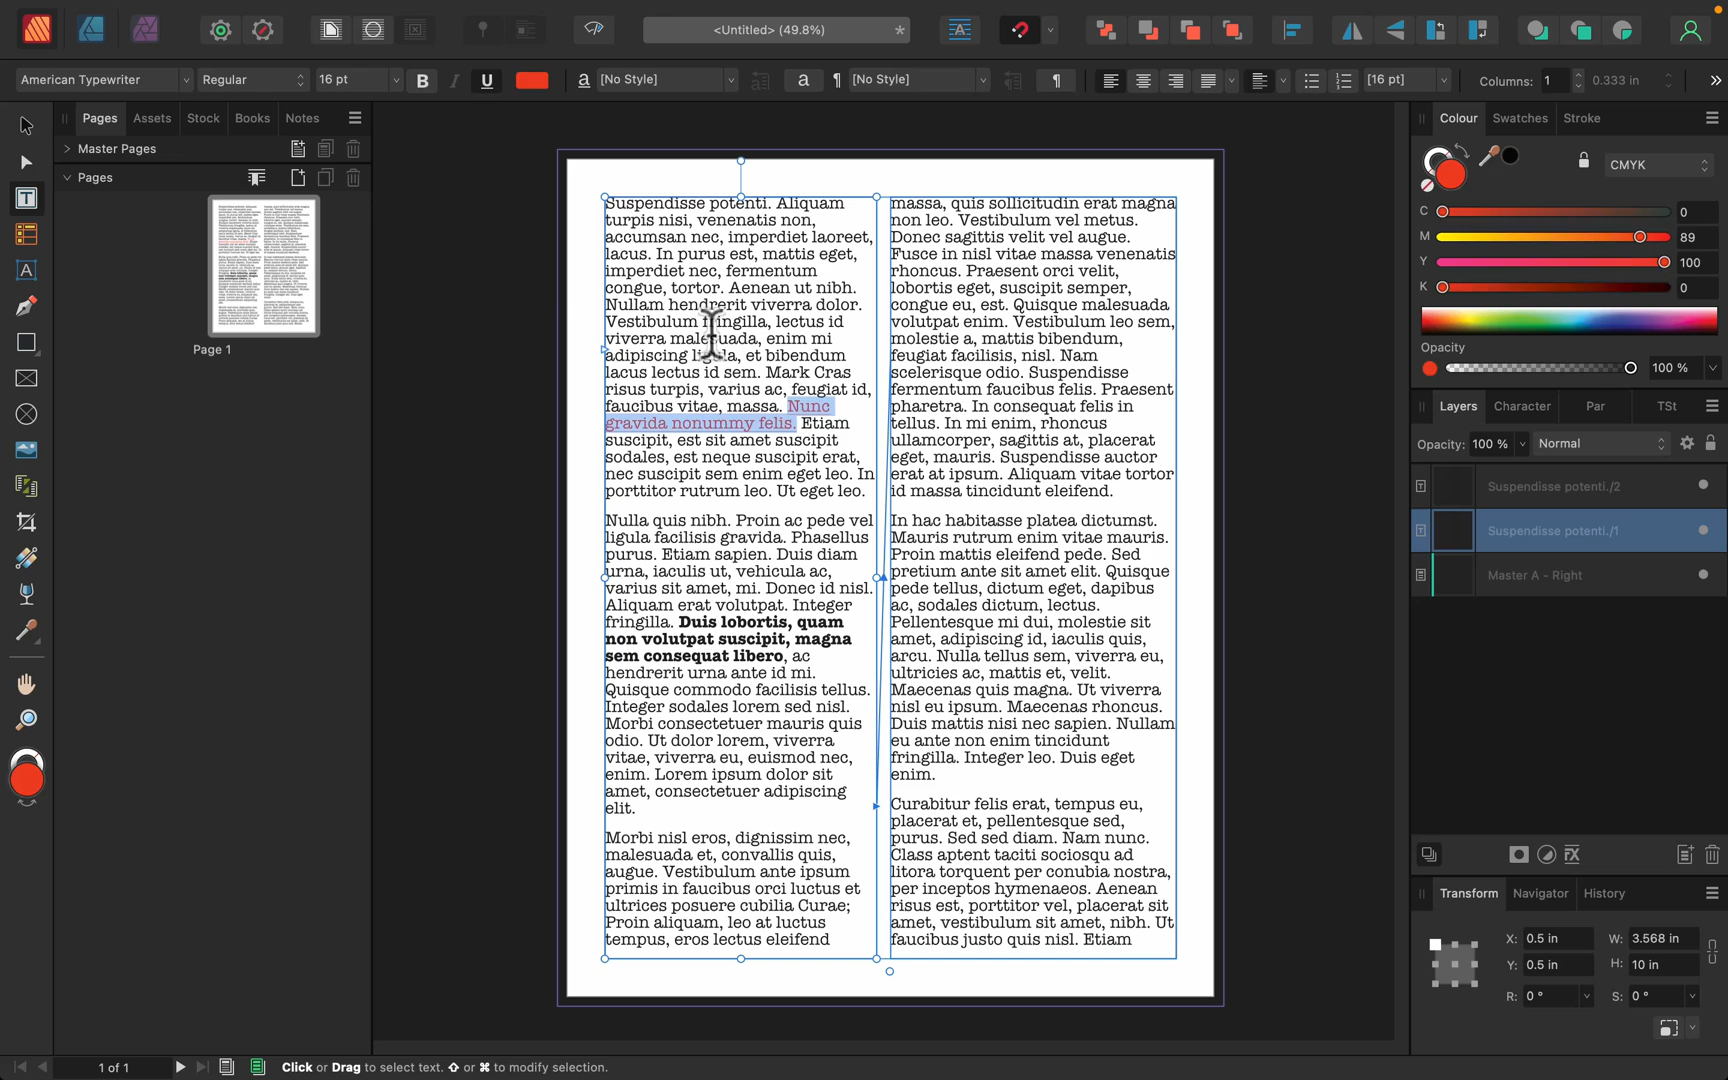 <Untitled> (49.8%)
*
American Typewriter
Regular
16 pt
B
I
U
a
[No Style]
a
¶
[No Style]
¶
[16 pt]
Columns:
1
0.333 in
Pages
Assets
Stock
Books
Notes
Master Pages
Pages
Page 1
Suspendisse potenti. Aliquam
turpis nisi, venenatis non,
accumsan nec, imperdiet laoreet,
lacus. In purus est, mattis eget,
imperdiet nec, fermentum
congue, tortor. Aenean ut nibh.
Nullam hendrerit viverra dolor.
Vestibulum fringilla, lectus id
viverra malesuada, enim mi
adipiscing ligula, et bibendum
lacus lectus id sem. Mark Cras
risus turpis, varius ac, feugiat id,
faucibus vitae, massa. Nunc
gravida nonummy felis. Etiam
suscipit, est sit amet suscipit
sodales, est neque suscipit erat,
nec suscipit sem enim eget leo. In
porttitor rutrum leo. Ut eget leo.
Nulla quis nibh. Proin ac pede vel
ligula facilisis gravida. Phasellus
purus. Etiam sapien. Duis diam
urna, iaculis ut, vehicula ac,
varius sit amet, mi. Donec id nisl.
Aliquam erat volutpat. Integer
fringilla. Duis lobortis, quam
non volutpat suscipit, magna
sem consequat libero, ac
hendrerit urna ante id mi.
Quisque commodo facilisis tellus.
Integer sodales lorem sed nisl.
Morbi consectetuer mauris quis
odio. Ut dolor lorem, viverra
vitae, viverra eu, euismod nec,
enim. Lorem ipsum dolor sit
amet, consectetuer adipiscing
elit.
Morbi nisl eros, dignissim nec,
malesuada et, convallis quis,
augue. Vestibulum ante ipsum
primis in faucibus orci luctus et
ultrices posuere cubilia Curae;
Proin aliquam, leo at luctus
tempus, eros lectus eleifend
massa, quis sollicitudin erat magna
non leo. Vestibulum vel metus.
Donec sagittis velit vel augue.
Fusce in nisl vitae massa venenatis
rhoncus. Praesent orci velit,
lobortis eget, suscipit semper,
congue eu, est. Quisque malesuada
volutpat enim. Vestibulum leo sem,
molestie a, mattis bibendum,
feugiat facilisis, nisl. Nam
scelerisque odio. Suspendisse
fermentum faucibus felis. Praesent
pharetra. In consequat felis in
tellus. In mi enim, rhoncus
ullamcorper, sagittis at, placerat
eget, mauris. Suspendisse auctor
erat at ipsum. Aliquam vitae tortor
id massa tincidunt eleifend.
In hac habitasse platea dictumst.
Mauris rutrum enim vitae mauris.
Proin mattis eleifend pede. Sed
pretium ante sit amet elit. Quisque
pede tellus, dictum eget, dapibus
ac, sodales dictum, lectus.
Pellentesque mi dui, molestie sit
amet, adipiscing id, iaculis quis,
arcu. Nulla tellus sem, viverra eu,
ultricies ac, mattis et, velit.
Maecenas quis magna. Ut viverra
nisl eu ipsum. Maecenas rhoncus.
Duis mattis nisi nec sapien. Nullam
eu ante non enim tincidunt
fringilla. Integer leo. Duis eget
enim.
Curabitur felis erat, tempus eu,
placerat et, pellentesque sed,
purus. Sed sed diam. Nam nunc.
Class aptent taciti sociosqu ad
litora torquent per conubia nostra,
per inceptos hymenaeos. Aenean
risus est, porttitor vel, placerat sit
amet, vestibulum sit amet, nibh. Ut
faucibus justo quis nisl. Etiam
Colour
Swatches
Stroke
CMYK
C
0
M
89
Y
100
K
0
Opacity
100 %
Layers
Character
Par
TSt
Opacity:
100 %
Normal
Suspendisse potenti./2
Suspendisse potenti./1
Master A - Right
Transform
Navigator
History
X:
0.5 in
W:
3.568 in
Y:
0.5 in
H:
10 in
R:
0 °
S:
0 °
1 of 1
Click or Drag to select text. ⇧ or ⌘ to modify selection.